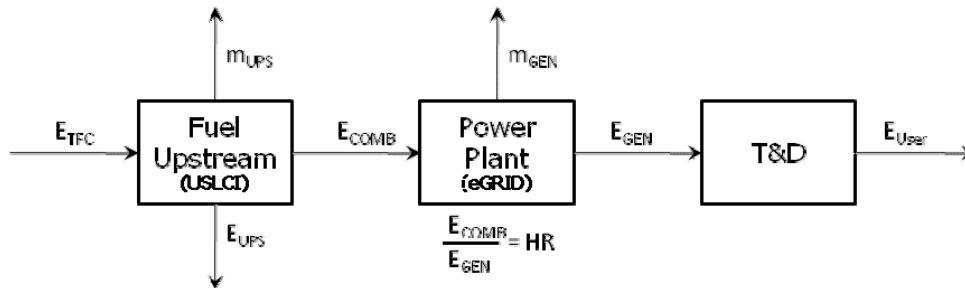 m_UPS
m_GEN
E_TFC
Fuel
Upstream
(USLCI)
E_COMB
Power
Plant
(eGRID)
E_GEN
T&D
E_User
E_UPS
E_COMB
= HR
E_GEN